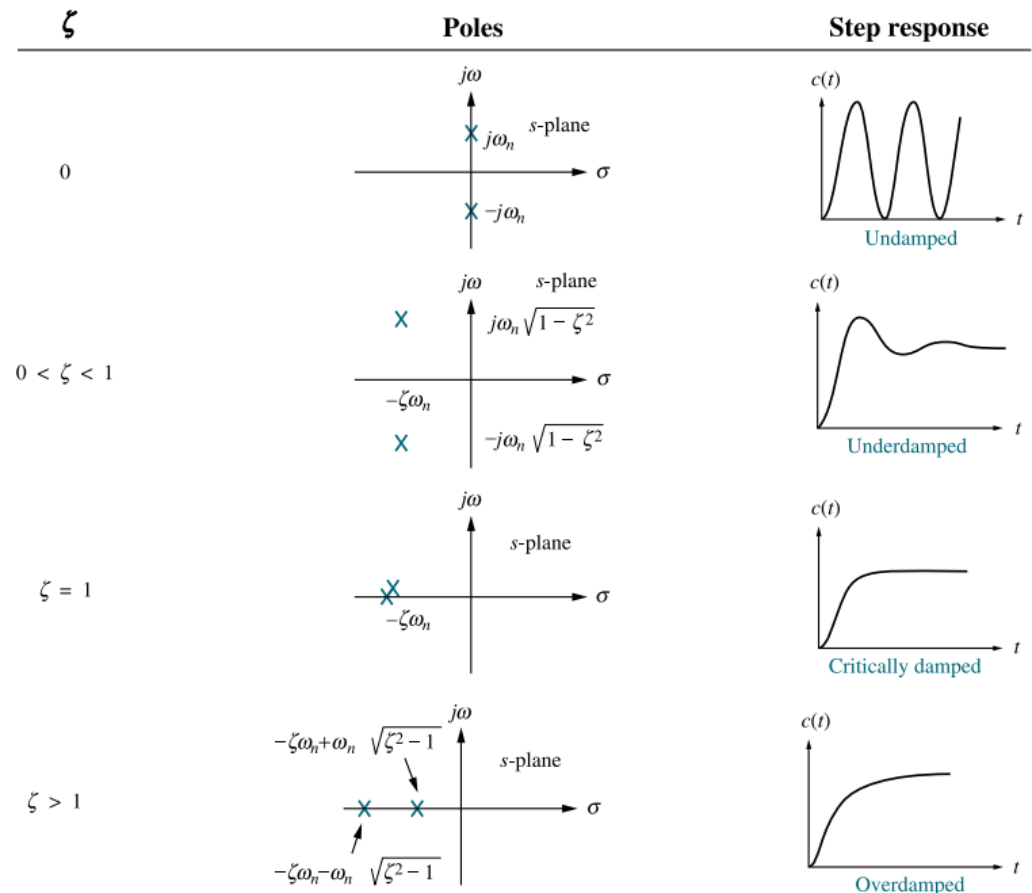 ζ Poles Step response
jω c(t)
s-plane
jωₙ
0 σ
−jωₙ
t
Undamped
jω s-plane c(t)
jωₙ √1 − ζ²
0 < ζ < 1 σ
−ζωₙ
−jωₙ √1 − ζ² t
Underdamped
jω c(t)
s-plane
ζ = 1 σ
−ζωₙ
t
Critically damped
jω c(t)
−ζωₙ+ωₙ √ζ² − 1
s-plane
ζ > 1 σ
−ζωₙ−ωₙ √ζ² − 1 t
Overdamped